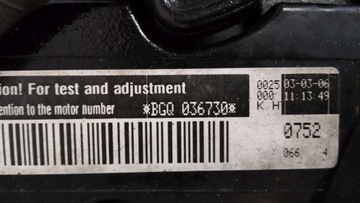 ion! For test and adjustment
ention to the motor number *BGQ 036730*
0025 03-03-06
000: 11:13:49
K.H
0752
066 4